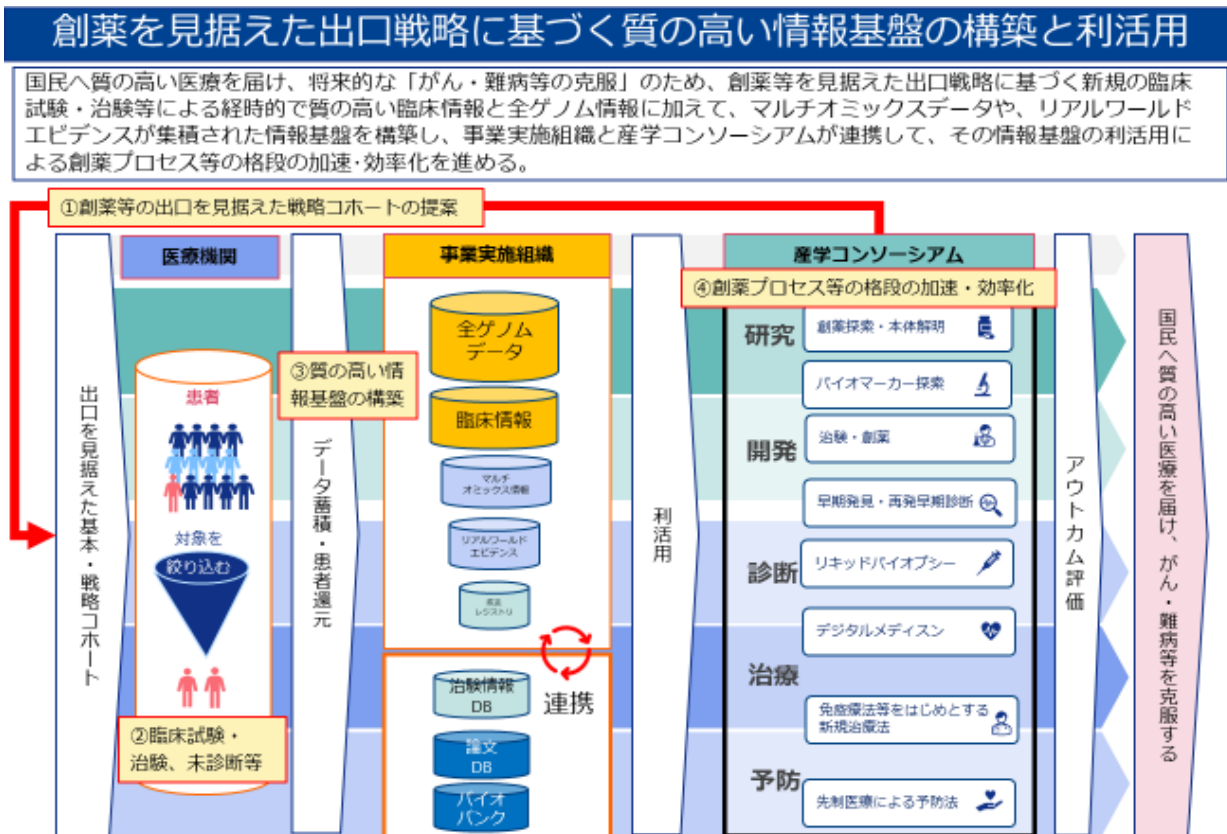 創薬を見据えた出口戦略に基づく質の高い情報基盤の構築と利活用
国民へ質の高い医療を届け、将来的な「がん・難病等の克服」のため、創薬等を見据えた出口戦略に基づく新規の臨床
試験・治験等による経時的で質の高い臨床情報と全ゲノム情報に加えて、マルチオミックスデータや、リアルワールド
エビデンスが集積された情報基盤を構築し、事業実施組織と産学コンソーシアムが連携して、その情報基盤の利活用に
よる創薬プロセス等の格段の加速・効率化を進める。
①創薬等の出口を見据えた戦略コホートの提案
出口を見据えた基本・戦略コホート
医療機関
患者
対象を
絞り込む
②臨床試験・
治験、未診断等
データ蓄積・患者還元
③質の高い情
報基盤の構築
事業実施組織
全ゲノム
データ
臨床情報
マルチ
オミックス情報
リアルワールド
エビデンス
レジストリ
連携
治験情報
DB
論文
DB
バイオ
バンク
利活用
産学コンソーシアム
④創薬プロセス等の格段の加速・効率化
研究
創薬探索・本体解明
バイオマーカー探索
開発
治験・創薬
早期発見・再発早期診断
診断
リキッドバイオプシー
デジタルメディスン
治療
免疫療法等をはじめとする
新規治療法
予防
先制医療による予防法
アウトカム評価
国民へ質の高い医療を届け、がん・難病等を克服する